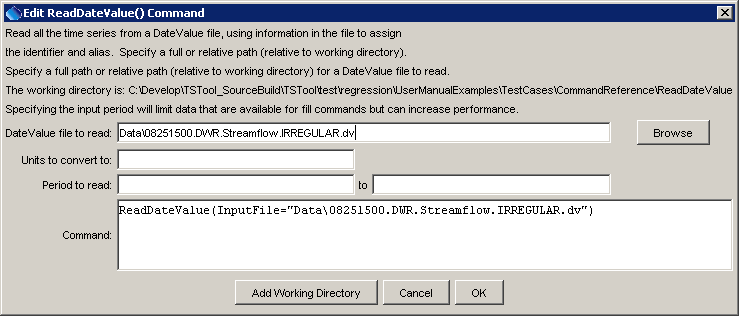 Edit ReadDateValue() Command
Read all the time series from a DateValue file, using information in the file to assign
the identifier and alias.  Specify a full or relative path (relative to working directory).
Specify a full path or relative path (relative to working directory) for a DateValue file to read.
The working directory is: C:\Develop\TSTool_SourceBuild\TSTool\test\regression\UserManualExamples\TestCases\CommandReference\ReadDateValue
Specifying the input period will limit data that are available for fill commands but can increase performance.
DateValue file to read: Data\08251500.DWR.Streamflow.IRREGULAR.dv Browse
Units to convert to:
Period to read: to
ReadDateValue(InputFile="Data\08251500.DWR.Streamflow.IRREGULAR.dv")
Command:
Add Working Directory Cancel OK